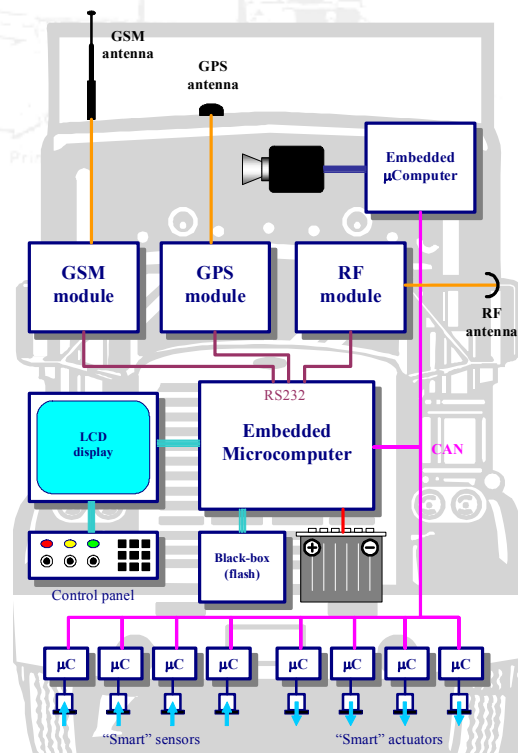 GSM
antenna
GPS
antenna
Embedded
μComputer
GSM
module
GPS
module
RF
module
RF
antenna
RS232
Embedded
Microcomputer
LCD
display
CAN
Black-box
(flash)
Control panel
μC
μC
μC
μC
μC
μC
μC
μC
“Smart” sensors
“Smart” actuators